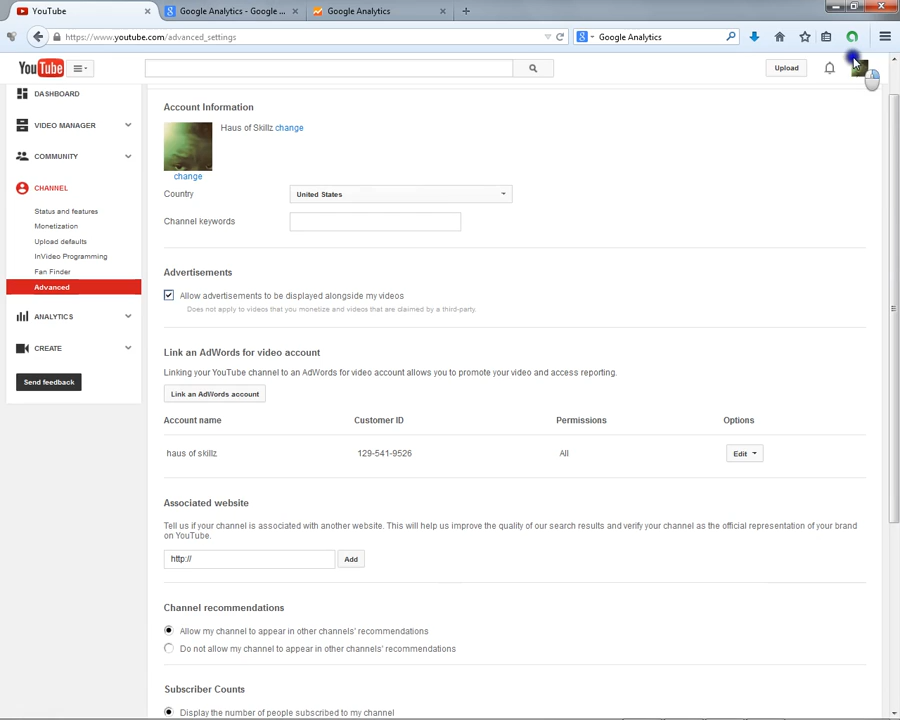 YouTube
Google Analytics - Google ...
Google Analytics
https://www.youtube.com/advanced_settings
Google Analytics
YouTube
Upload
DASHBOARD
VIDEO MANAGER
COMMUNITY
CHANNEL
Status and features
Monetization
Upload defaults
InVideo Programming
Fan Finder
Advanced
ANALYTICS
CREATE
Send feedback
Account Information
Haus of Skillz change
change
Country
United States
Channel keywords
Advertisements
Allow advertisements to be displayed alongside my videos
Does not apply to videos that you monetize and videos that are claimed by a third-party.
Link an AdWords for video account
Linking your YouTube channel to an AdWords for video account allows you to promote your video and access reporting.
Link an AdWords account
Account name Customer ID Permissions Options
haus of skillz 129-541-9526 All Edit
Associated website
Tell us if your channel is associated with another website. This will help us improve the quality of our search results and verify your channel as the official representation of your brand
on YouTube.
http:// Add
Channel recommendations
Allow my channel to appear in other channels' recommendations
Do not allow my channel to appear in other channels' recommendations
Subscriber Counts
Display the number of people subscribed to my channel